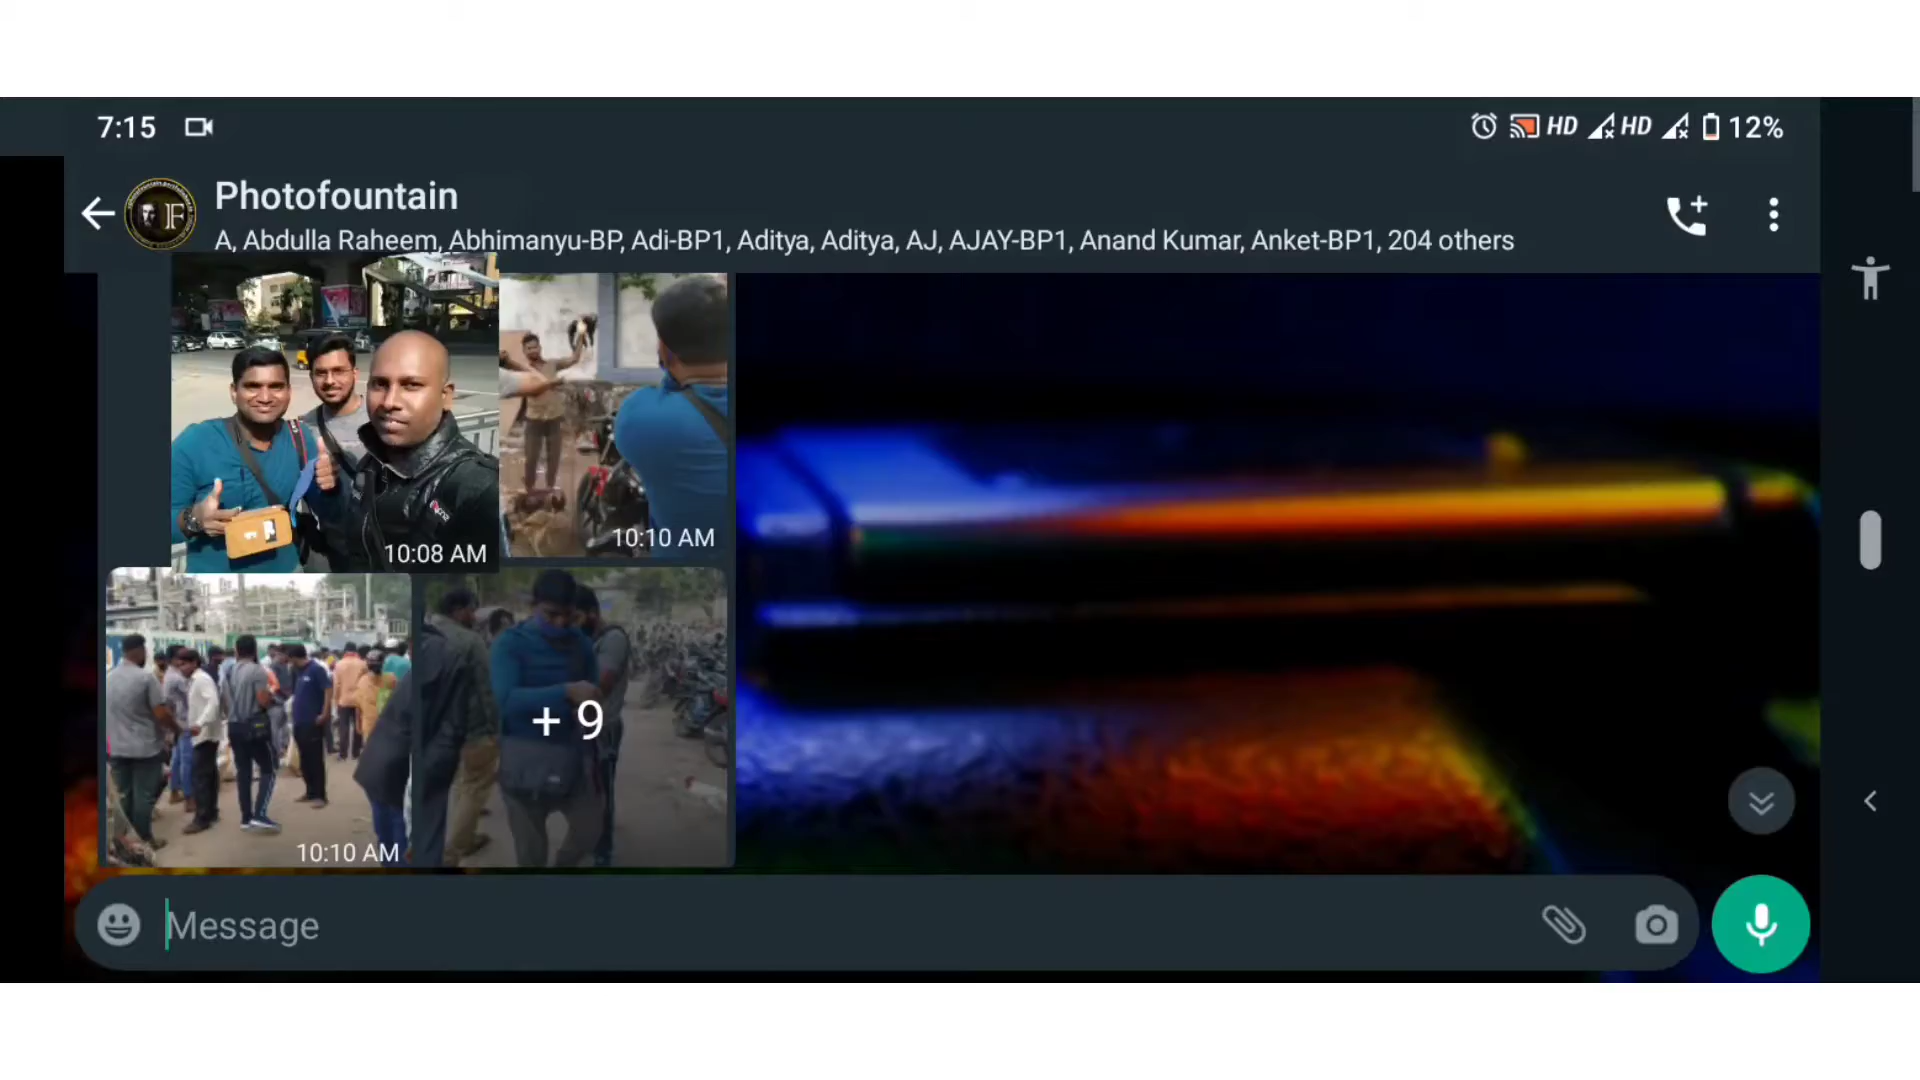 7:15 HD HD 12%
Photofountain
A, Abdulla Raheem, Abhimanyu-BP, Adi-BP1, Aditya, Aditya, AJ, AJAY-BP1, Anand Kumar, Anket-BP1, 204 others
10:08 AM
10:10 AM
+ 9
10:10 AM
Message